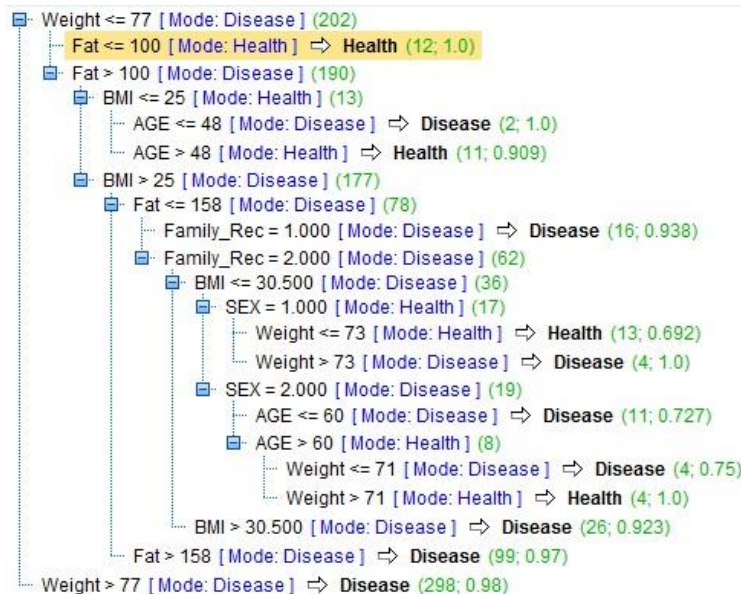 Weight <= 77 [ Mode: Disease ] (202)
Fat <= 100 [ Mode: Health ] ⇨ Health (12; 1.0)
Fat > 100 [ Mode: Disease ] (190)
BMI <= 25 [ Mode: Health ] (13)
AGE <= 48 [ Mode: Disease ] ⇨ Disease (2; 1.0)
AGE > 48 [ Mode: Health ] ⇨ Health (11; 0.909)
BMI > 25 [ Mode: Disease ] (177)
Fat <= 158 [ Mode: Disease ] (78)
Family_Rec = 1.000 [ Mode: Disease ] ⇨ Disease (16; 0.938)
Family_Rec = 2.000 [ Mode: Disease ] (62)
BMI <= 30.500 [ Mode: Disease ] (36)
SEX = 1.000 [ Mode: Health ] (17)
Weight <= 73 [ Mode: Health ] ⇨ Health (13; 0.692)
Weight > 73 [ Mode: Disease ] ⇨ Disease (4; 1.0)
SEX = 2.000 [ Mode: Disease ] (19)
AGE <= 60 [ Mode: Disease ] ⇨ Disease (11; 0.727)
AGE > 60 [ Mode: Health ] (8)
Weight <= 71 [ Mode: Disease ] ⇨ Disease (4; 0.75)
Weight > 71 [ Mode: Health ] ⇨ Health (4; 1.0)
BMI > 30.500 [ Mode: Disease ] ⇨ Disease (26; 0.923)
Fat > 158 [ Mode: Disease ] ⇨ Disease (99; 0.97)
Weight > 77 [ Mode: Disease ] ⇨ Disease (298; 0.98)